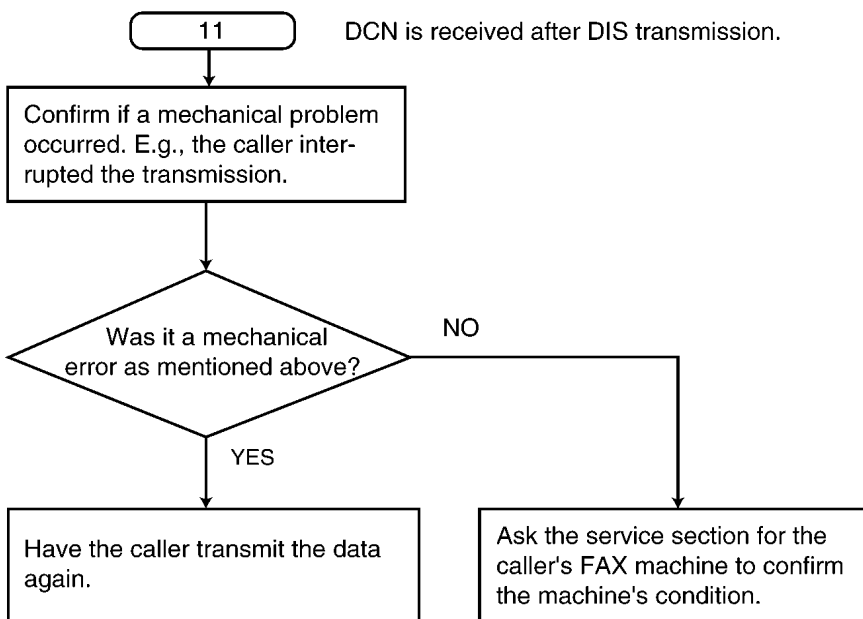 11
DCN is received after DIS transmission.
Confirm if a mechanical problem
occurred. E.g., the caller inter-
rupted the transmission.
Was it a mechanical
error as mentioned above?
NO
YES
Have the caller transmit the data
again.
Ask the service section for the
caller's FAX machine to confirm
the machine's condition.